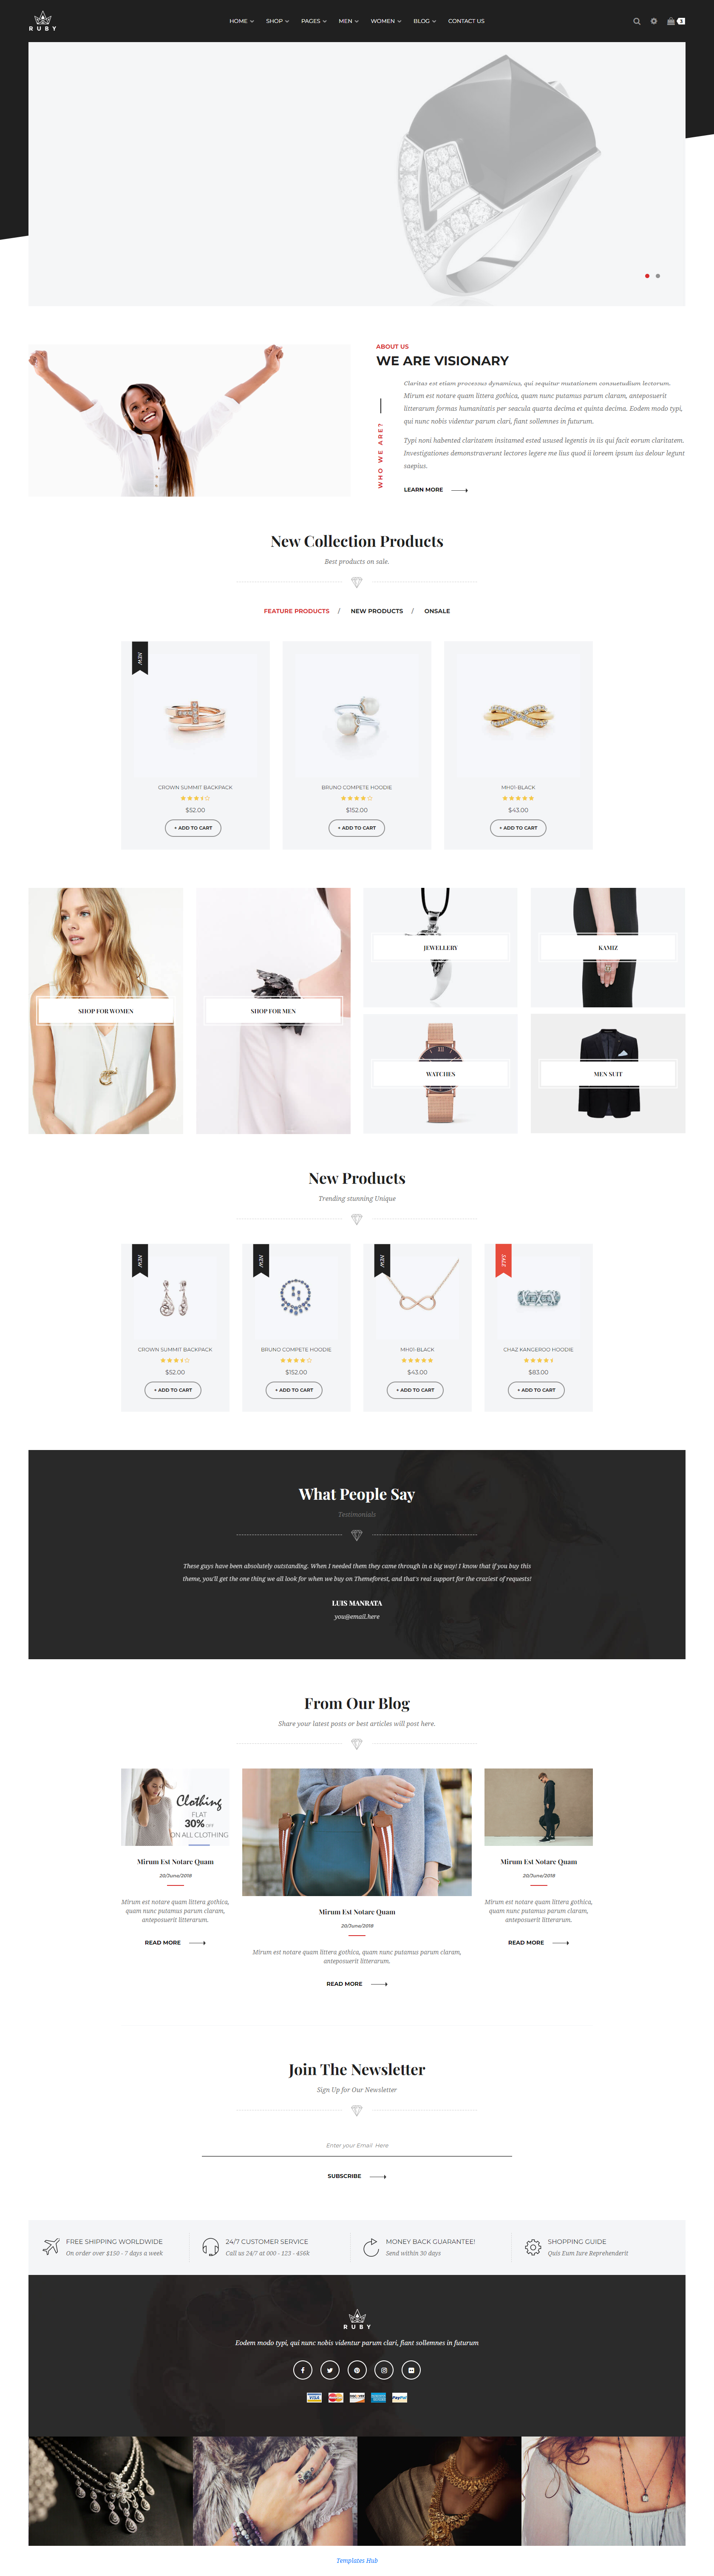 RUBY
HOME
SHOP
PAGES
MEN
WOMEN
BLOG
CONTACT US
3
ABOUT US
WE ARE VISIONARY
WHO WE ARE?
Claritas est etiam processus dynamicus, qui sequitur mutationem consuetudium lectorum.
Mirum est notare quam littera gothica, quam nunc putamus parum claram, anteposuerit
litterarum formas humanitatis per seacula quarta decima et quinta decima. Eodem modo typi,
qui nunc nobis videntur parum clari, fiant sollemnes in futurum.
Typi noni habented claritatem insitamed ested usused legentis in iis qui facit eorum claritatem.
Investigationes demonstraverunt lectores legere me lius quod ii lorem ipsum ius delour legunt
saepius.
LEARN MORE
New Collection Products
Best products on sale.
FEATURE PRODUCTS / NEW PRODUCTS / ONSALE
NEW
CROWN SUMMIT BACKPACK
$52.00
+ ADD TO CART
BRUNO COMPETE HOODIE
$152.00
+ ADD TO CART
MH01-BLACK
$43.00
+ ADD TO CART
SHOP FOR WOMEN
SHOP FOR MEN
JEWELLERY
KAMIZ
WATCHES
MEN SUIT
New Products
Trending stunning Unique
NEW
CROWN SUMMIT BACKPACK
$52.00
+ ADD TO CART
NEW
BRUNO COMPETE HOODIE
$152.00
+ ADD TO CART
NEW
MH01-BLACK
$43.00
+ ADD TO CART
SALE
CHAZ KANGEROO HOODIE
$83.00
+ ADD TO CART
What People Say
Testimonials
These guys have been absolutely outstanding. When I needed them they came through in a big way! I know that if you buy this
theme, you'll get the one thing we all look for when we buy on Themeforest, and that's real support for the craziest of requests!
LUIS MANRATA
you@email.here
From Our Blog
Share your latest posts or best articles will post here.
Clothing
FLAT
30% OFF
ON ALL CLOTHING
Mirum Est Notare Quam
20/June/2018
Mirum est notare quam littera gothica,
quam nunc putamus parum claram,
anteposuerit litterarum.
READ MORE
Mirum Est Notare Quam
20/June/2018
Mirum est notare quam littera gothica, quam nunc putamus parum claram,
anteposuerit litterarum.
READ MORE
Mirum Est Notare Quam
20/June/2018
Mirum est notare quam littera gothica,
quam nunc putamus parum claram,
anteposuerit litterarum.
READ MORE
Join The Newsletter
Sign Up for Our Newsletter
Enter your Email Here
SUBSCRIBE
FREE SHIPPING WORLDWIDE
On order over $150 - 7 days a week
24/7 CUSTOMER SERVICE
Call us 24/7 at 000 - 123 - 456k
MONEY BACK GUARANTEE!
Send within 30 days
SHOPPING GUIDE
Quis Eum Iure Reprehenderit
RUBY
Eodem modo typi, qui nunc nobis videntur parum clari, fiant sollemnes in futurum
VISA
MasterCard
DISCOVER
PayPal
Templates Hub